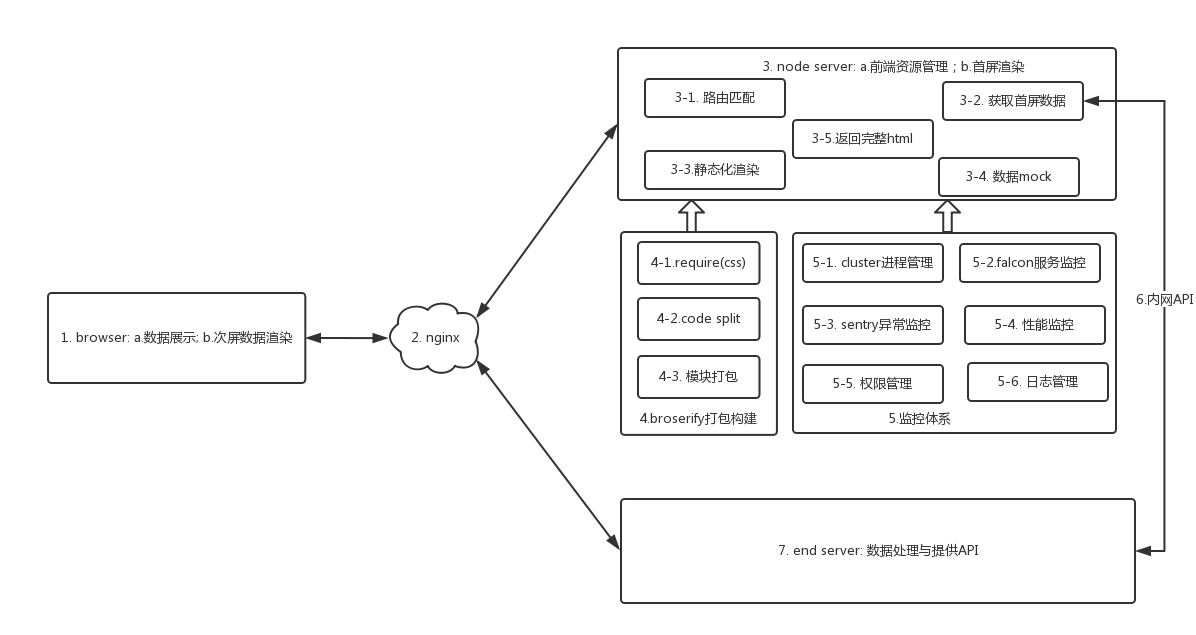 3. node server: a.前端资源管理；b.首屏渲染
3-1. 路由匹配
3-2. 获取首屏数据
3-5.返回完整html
3-3.静态化渲染
3-4. 数据mock
4-1.require(css)
4-2.code split
4-3. 模块打包
4.broserify打包构建
5-1. cluster进程管理
5-2.falcon服务监控
5-3. sentry异常监控
5-4. 性能监控
5-5. 权限管理
5-6. 日志管理
5.监控体系
6.内网API
1. browser: a.数据展示; b.次屏数据渲染
2. nginx
7. end server: 数据处理与提供API